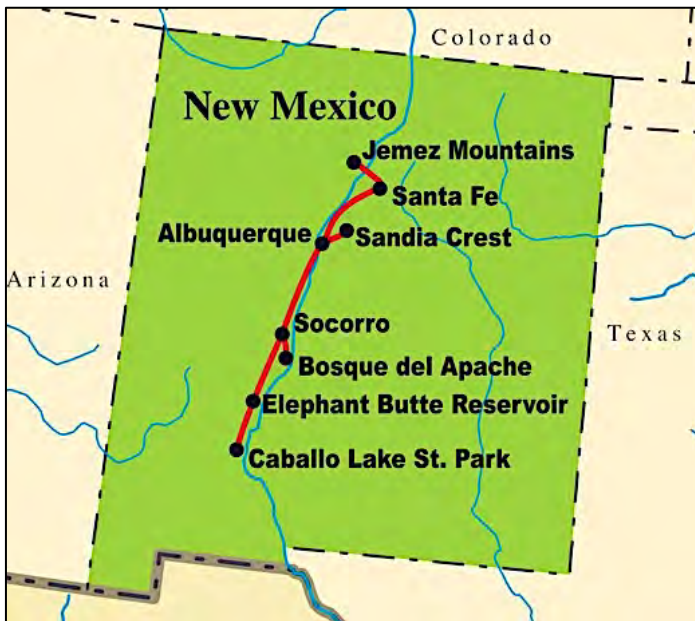 Colorado
New Mexico
Jemez Mountains
Santa Fe
Albuquerque
Sandia Crest
Arizona
Socorro
Texas
Bosque del Apache
Elephant Butte Reservoir
Caballo Lake St. Park